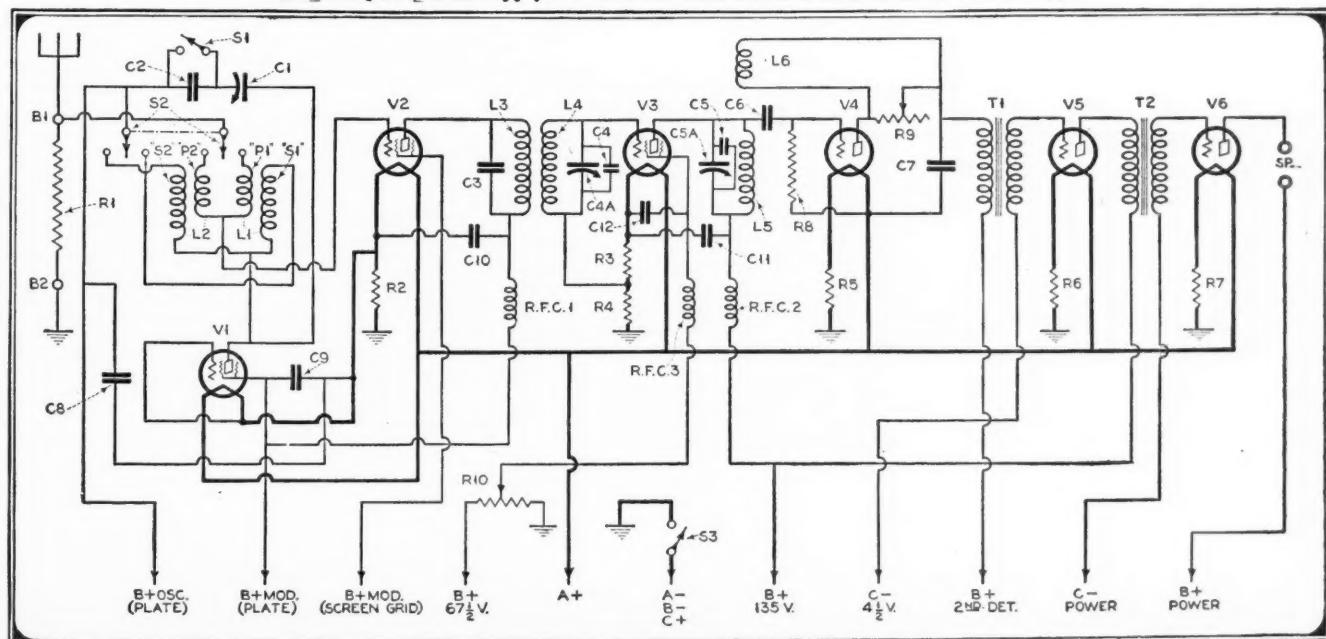 S1
C2
C1
B1
S2
"S2"
"P2"
"P1"
"S1"
R1
L2
L1
B2
V1
C9
C8
V2
L3
L4
C3
C10
R2
R.F.C.1
V3
C4
C4A
C12
R3
R4
C11
C5
C6
C5A
L5
R.F.C.2
R.F.C.3
L6
V4
R9
C7
R8
R5
T1
V5
T2
V6
R6
R7
R10
S3
B+OSC.
(PLATE)
B+MOD.
(PLATE)
B+MOD.
(SCREEN GRID)
B+
67½ V.
A+
A-
B-
C+
B+
135 V.
C-
4½ V.
B+
2ND DET.
C-
POWER
B+
POWER